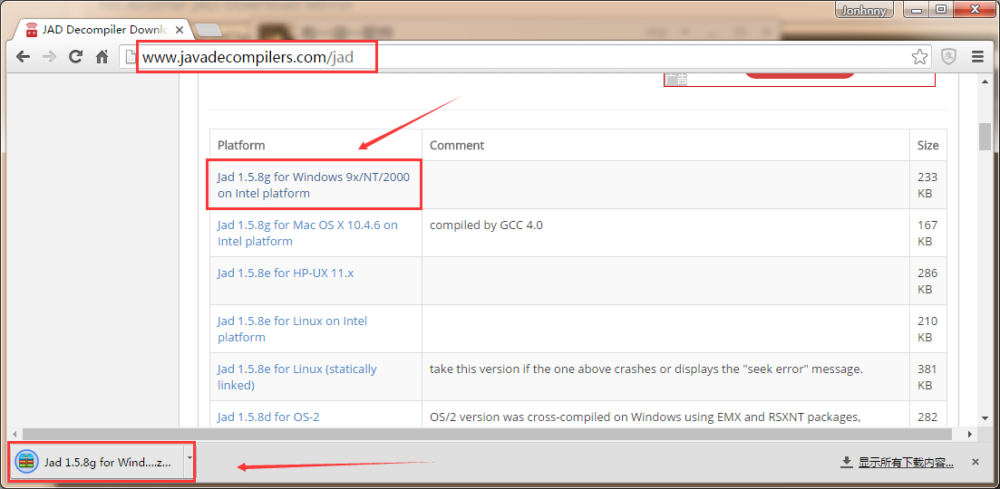 Jonhnny
JAD Decompiler Downlo
www.javadecompilers.com/jad
广告
Platform Comment Size
Jad 1.5.8g for Windows 9x/NT/2000 233
on Intel platform KB
Jad 1.5.8g for Mac OS X 10.4.6 on compiled by GCC 4.0 167
Intel platform KB
Jad 1.5.8e for HP-UX 11.x 286
KB
Jad 1.5.8e for Linux on Intel 210
platform KB
Jad 1.5.8e for Linux (statically take this version if the one above crashes or displays the "seek error" message. 381
linked) KB
Jad 1.5.8d for OS-2 OS/2 version was cross-compiled on Windows using EMX and RSXNT packages, 282
Jad 1.5.8g for Wind....z... 显示所有下载内容...